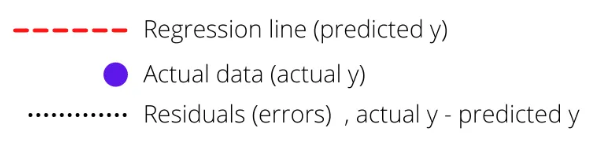 Regression line (predicted y)
Actual data (actual y)
Residuals (errors)  , actual y - predicted y